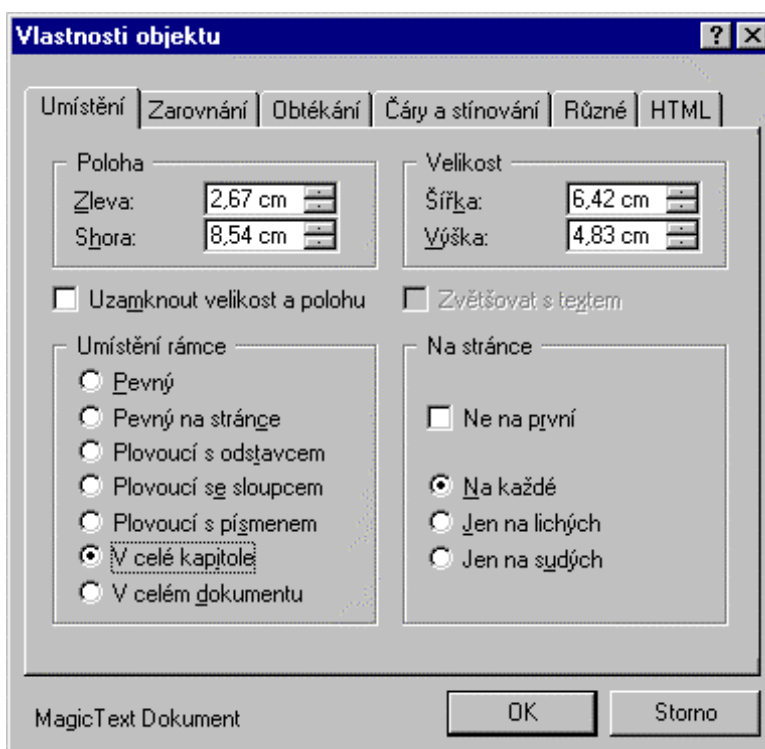 Vlastnosti objektu
Umístění Zarovnání Obtékání Čáry a stínování Různé HTML
Poloha
Zleva: 2,67 cm
Shora: 8,54 cm
Velikost
Šířka: 6,42 cm
Výška: 4,83 cm
Uzamknout velikost a polohu
Zvětšovat s textem
Umístění rámce
Pevný
Pevný na stránce
Plovoucí s odstavcem
Plovoucí se sloupcem
Plovoucí s písmenem
V celé kapitole
V celém dokumentu
Na stránce
Ne na první
Na každé
Jen na lichých
Jen na sudých
MagicText Dokument
OK
Storno